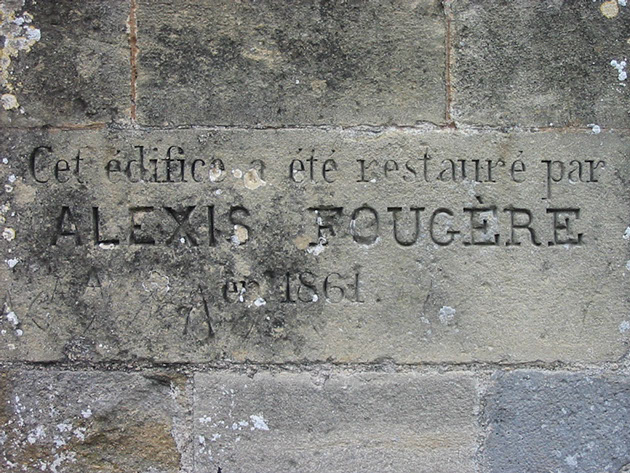 Cet édifice a été restauré par
ALEXIS FOUGÈRE
en 1861.